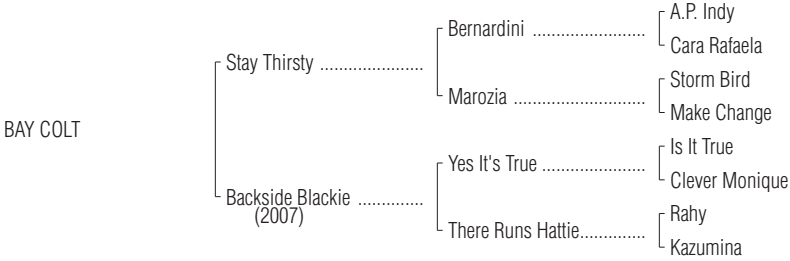 A.P. Indy
Bernardini ........................
Cara Rafaela
Stay Thirsty ......................
Storm Bird
Marozia ............................
Make Change
BAY COLT
Is It True
Yes It's True ......................
Clever Monique
Backside Blackie ..............
(2007)
Rahy
There Runs Hattie..............
Kazumina